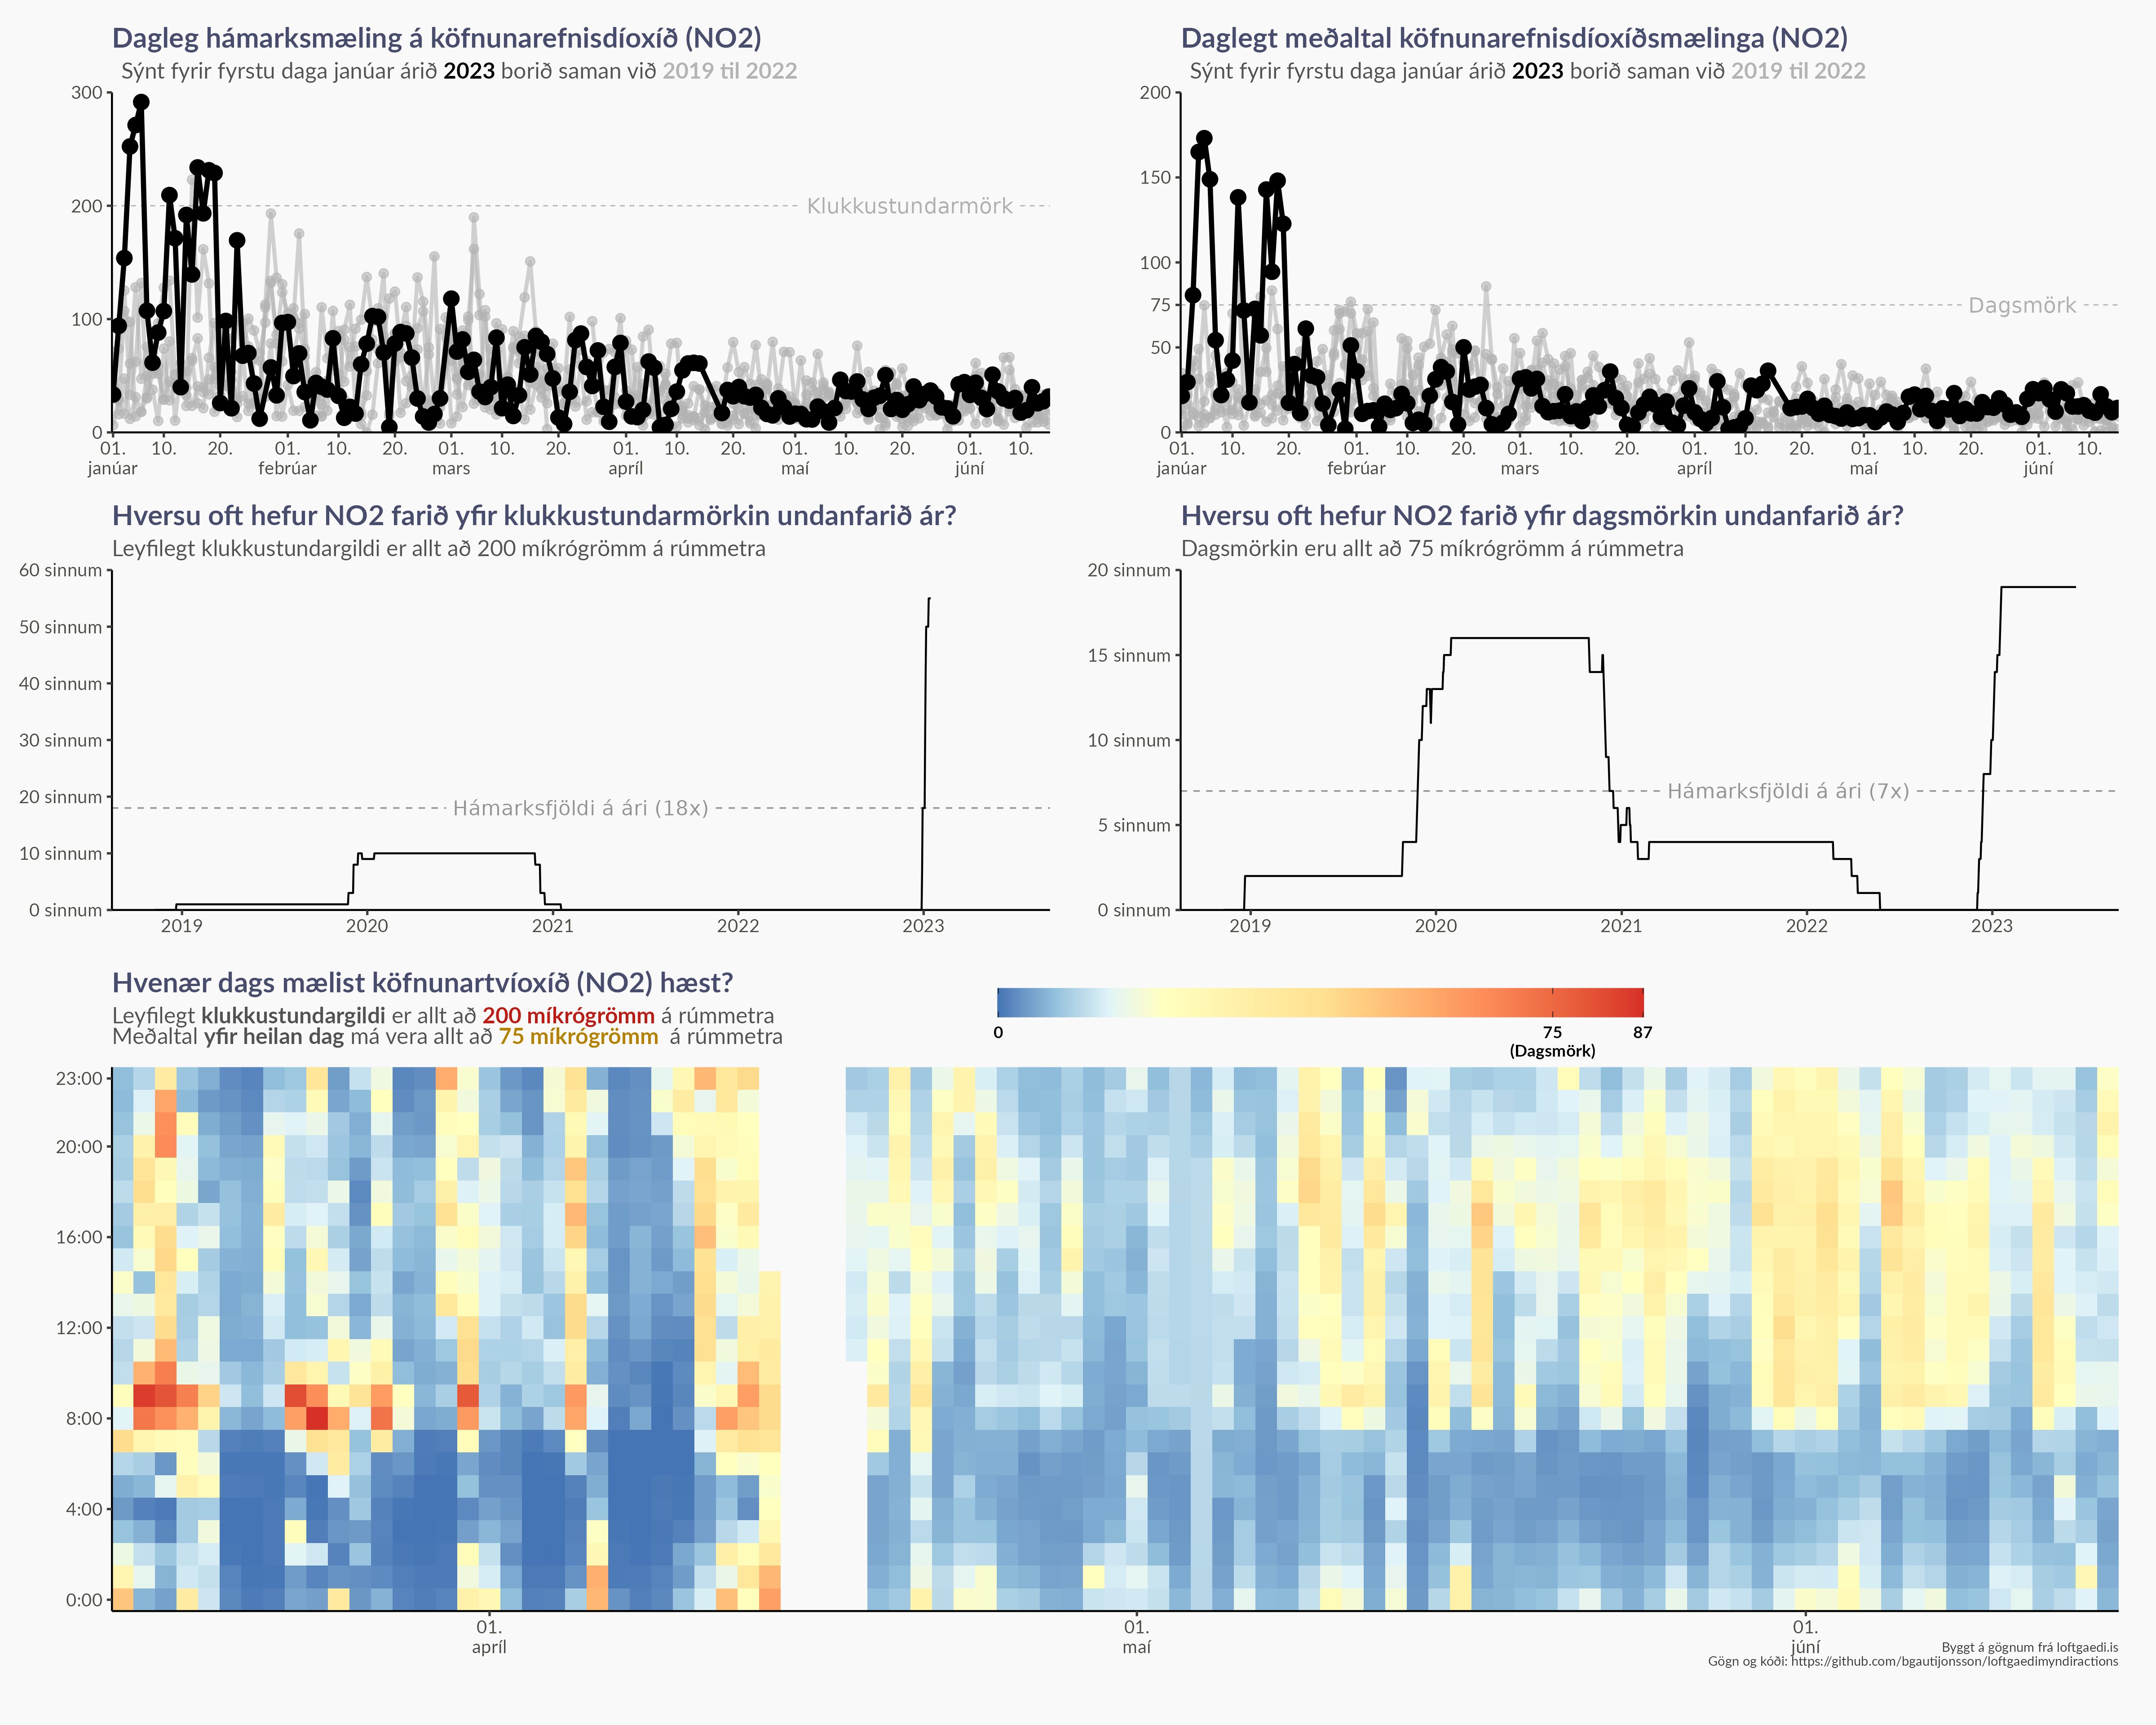 Dagleg hámarksmæling á köfnunarefnisdíoxíð (NO2)
Sýnt fyrir fyrstu daga janúar árið 2023 borið saman við 2019 til 2022
300
200
100
0
Klukkustundarmörk
01. 10. 20. 01. 10. 20. 01. 10. 20. 01. 10. 20. 01. 10. 20. 01. 10.
janúar febrúar mars apríl maí júní
Daglegt meðaltal köfnunarefnisdíoxíðsmælinga (NO2)
Sýnt fyrir fyrstu daga janúar árið 2023 borið saman við 2019 til 2022
200
150
100
75
50
0
Dagsmörk
01. 10. 20. 01. 10. 20. 01. 10. 20. 01. 10. 20. 01. 10. 20. 01. 10.
janúar febrúar mars apríl maí júní
Hversu oft hefur NO2 farið yfir klukkustundarmörkin undanfarið ár?
Leyfilegt klukkustundargildi er allt að 200 míkrógrömm á rúmmetra
60 sinnum
50 sinnum
40 sinnum
30 sinnum
20 sinnum
10 sinnum
0 sinnum
Hámarksfjöldi á ári (18x)
2019 2020 2021 2022 2023
Hversu oft hefur NO2 farið yfir dagsmörkin undanfarið ár?
Dagsmörkin eru allt að 75 míkrógrömm á rúmmetra
20 sinnum
15 sinnum
10 sinnum
5 sinnum
0 sinnum
Hámarksfjöldi á ári (7x)
2019 2020 2021 2022 2023
Hvenær dags mælist köfnunartvíoxíð (NO2) hæst?
Leyfilegt klukkustundargildi er allt að 200 míkrógrömm á rúmmetra
Meðaltal yfir heilan dag má vera allt að 75 míkrógrömm á rúmmetra
0 75 87
(Dagsmörk)
23:00
20:00
16:00
12:00
8:00
4:00
0:00
01. 01. 01.
apríl maí júní
Byggt á gögnum frá loftgaedi.is
Gögn og kóði: https://github.com/bgautijonsson/loftgaedimyndiractions